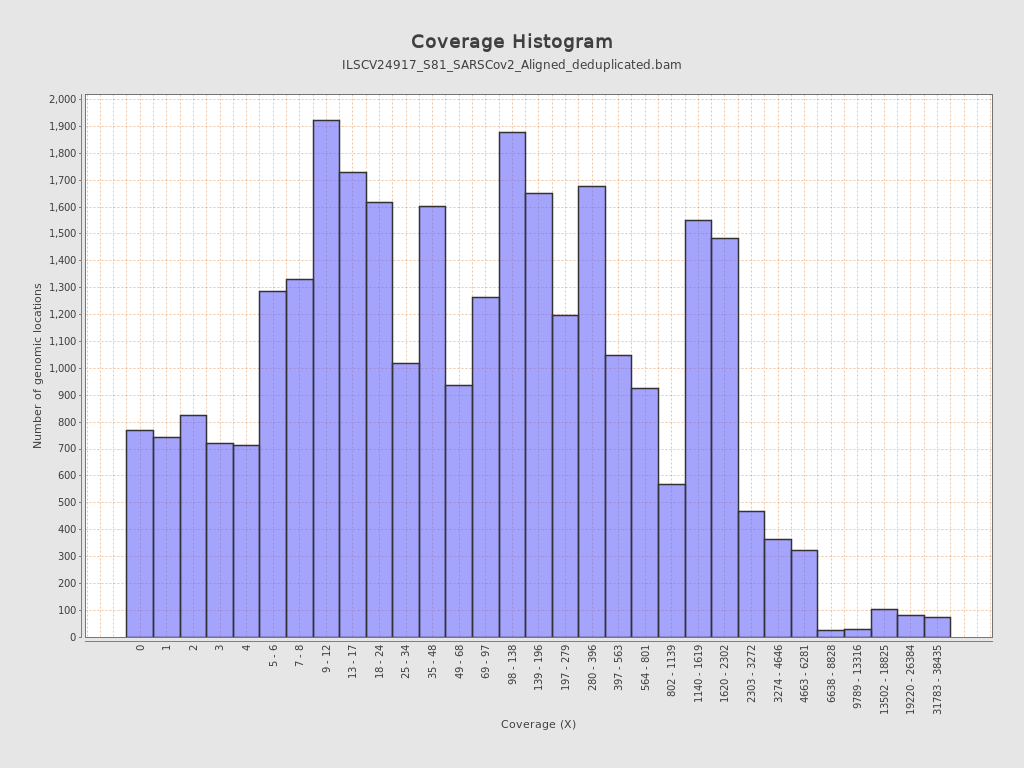 Coverage Histogram
ILSCV24917_S81_SARSCov2_Aligned_deduplicated.bam
Number of genomic locations
2,000
1,900
1,800
1,700
1,600
1,500
1,400
1,300
1,200
1,100
1,000
900
800
700
600
500
400
300
200
100
0
0
1
2
3
4
5 - 6
7 - 8
9 - 12
13 - 17
18 - 24
25 - 34
35 - 48
49 - 68
69 - 97
98 - 138
139 - 196
197 - 279
280 - 396
397 - 563
564 - 801
802 - 1139
1140 - 1619
1620 - 2302
2303 - 3272
3274 - 4646
4663 - 6281
6638 - 8828
9789 - 13316
13502 - 18825
19220 - 26384
31783 - 38435
Coverage (X)